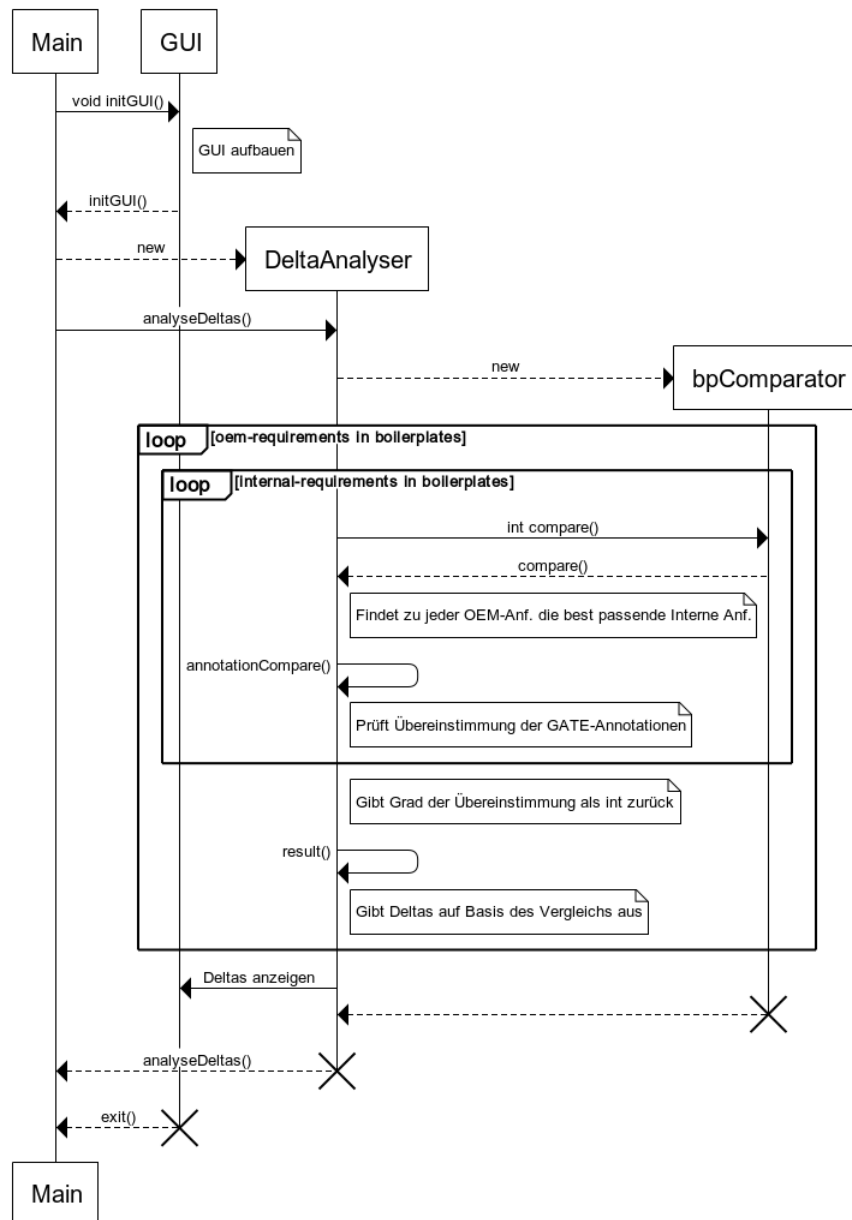 Main
GUI
void initGUI()
GUI aufbauen
initGUI()
new
DeltaAnalyser
analyseDeltas()
new
bpComparator
loop
[oem-requirements in boilerplates]
loop
[internal-requirements in boilerplates]
int compare()
compare()
Findet zu jeder OEM-Anf. die best passende Interne Anf.
annotationCompare()
Prüft Übereinstimmung der GATE-Annotationen
Gibt Grad der Übereinstimmung als int zurück
result()
Gibt Deltas auf Basis des Vergleichs aus
Deltas anzeigen
analyseDeltas()
exit()
Main